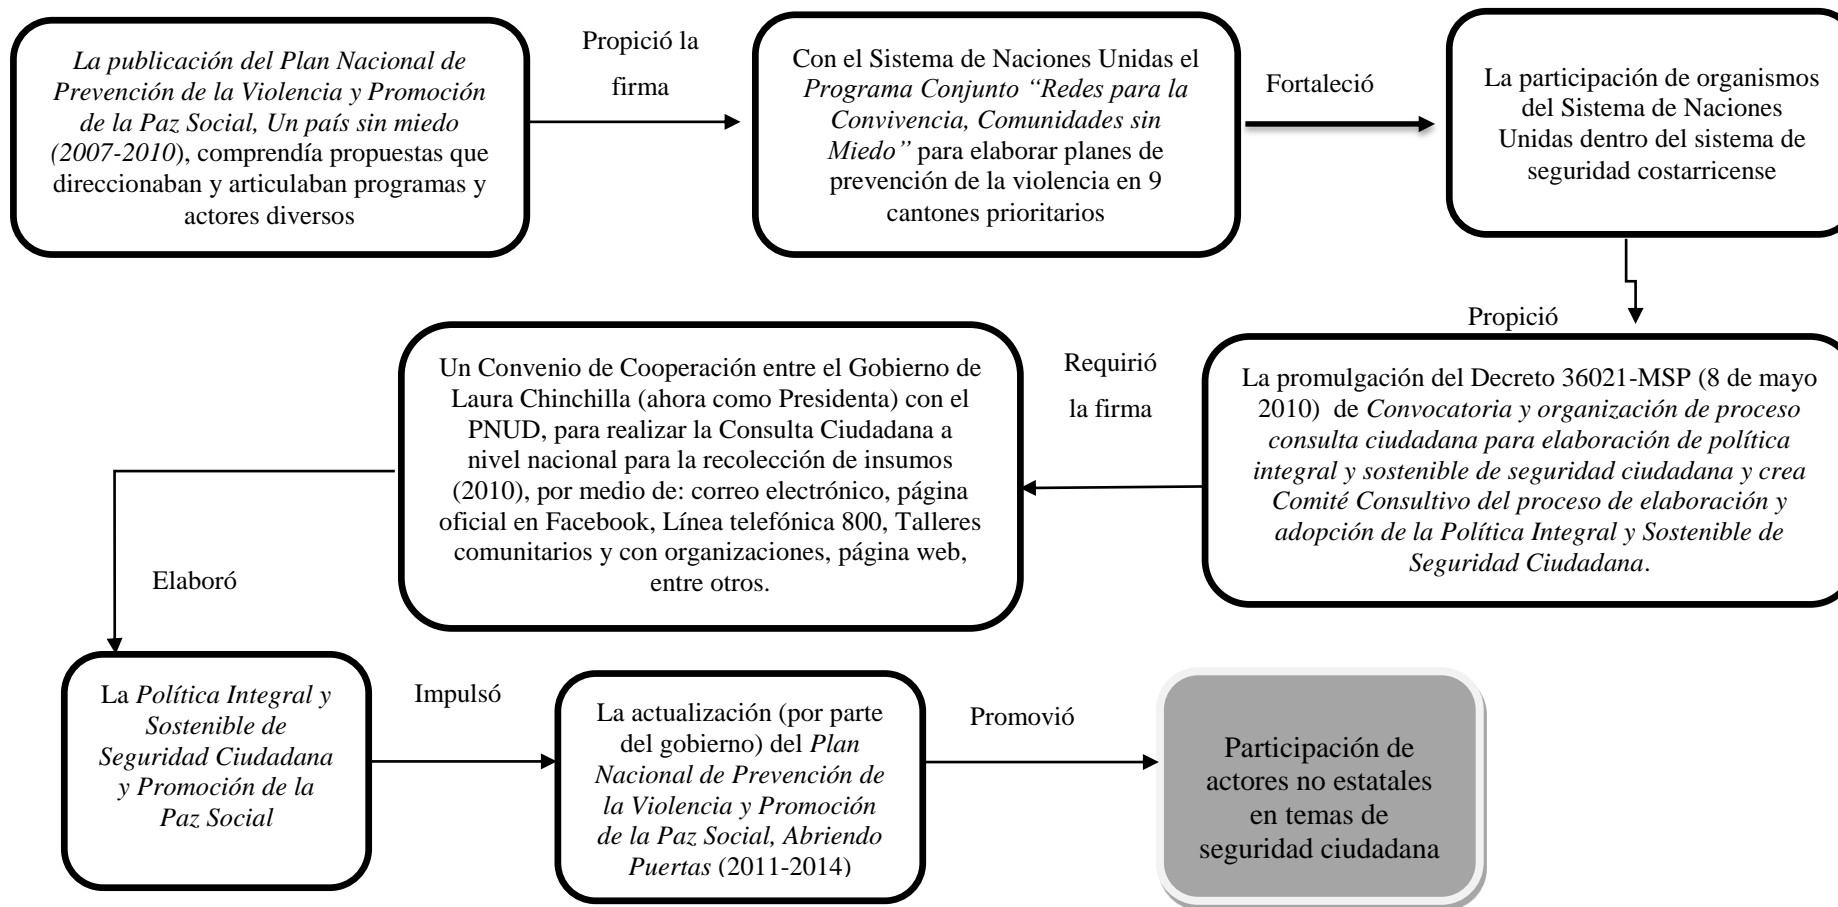 La publicación del Plan Nacional de
Prevención de la Violencia y Promoción
de la Paz Social, Un país sin miedo
(2007-2010), comprendía propuestas que
direccionaban y articulaban programas y
actores diversos
Propició la
firma
Con el Sistema de Naciones Unidas el
Programa Conjunto “Redes para la
Convivencia, Comunidades sin
Miedo” para elaborar planes de
prevención de la violencia en 9
cantones prioritarios
Fortaleció
La participación de organismos
del Sistema de Naciones
Unidas dentro del sistema de
seguridad costarricense
Propició
La promulgación del Decreto 36021-MSP (8 de mayo
2010) de Convocatoria y organización de proceso
consulta ciudadana para elaboración de política
integral y sostenible de seguridad ciudadana y crea
Comité Consultivo del proceso de elaboración y
adopción de la Política Integral y Sostenible de
Seguridad Ciudadana.
Requirió
la firma
Un Convenio de Cooperación entre el Gobierno de
Laura Chinchilla (ahora como Presidenta) con el
PNUD, para realizar la Consulta Ciudadana a
nivel nacional para la recolección de insumos
(2010), por medio de: correo electrónico, página
oficial en Facebook, Línea telefónica 800, Talleres
comunitarios y con organizaciones, página web,
entre otros.
Elaboró
La Política Integral y
Sostenible de
Seguridad Ciudadana
y Promoción de la
Paz Social
Impulsó
La actualización (por parte
del gobierno) del Plan
Nacional de Prevención de
la Violencia y Promoción
de la Paz Social, Abriendo
Puertas (2011-2014)
Promovió
Participación de
actores no estatales
en temas de
seguridad ciudadana